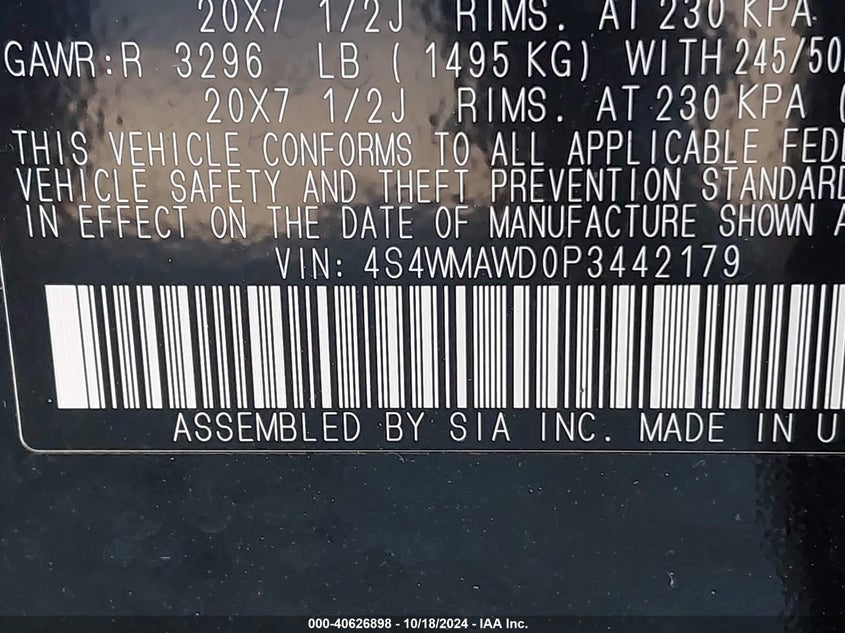 20X7 1/2J RIMS. AT 230 KPA
GAWR:R 3296 LB ( 1495 KG) WITH 245/50
20X7 1/2J RIMS. AT 230 KPA (
THIS VEHICLE CONFORMS TO ALL APPLICABLE FED
VEHICLE SAFETY AND THEFT PREVENTION STANDARD
IN EFFECT ON THE DATE OF MANUFACTURE SHOWN A
VIN: 4S4WMAWD0P3442179
ASSEMBLED BY SIA INC. MADE IN U
000-40626898 - 10/18/2024 - IAA Inc.